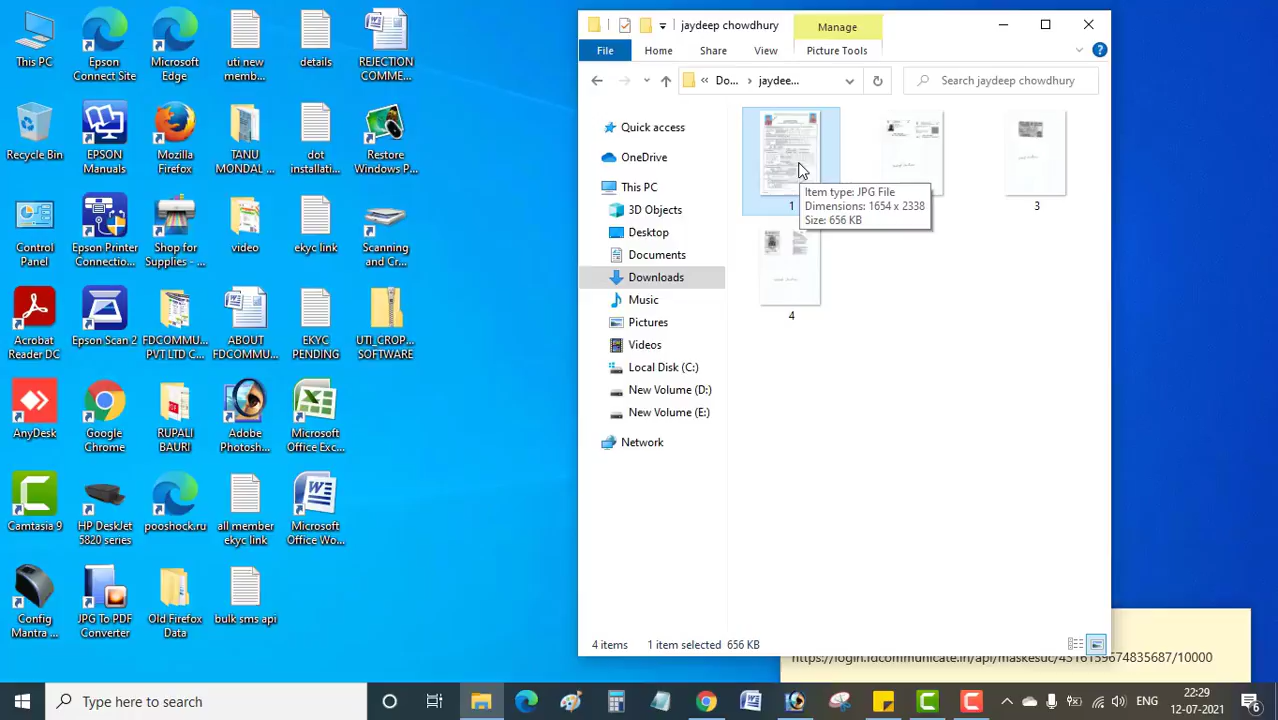 This PC
Epson Connect Site
Microsoft Edge
uti new memb...
details
REJECTION COMME...
Recycle Bin
EPSON Manuals
Mozilla Firefox
TANU MONDAL ...
dot installati...
Restore Windows P...
Control Panel
Epson Printer Connectio...
Shop for Supplies - ...
video
ekyc link
Scanning and Cr...
Acrobat Reader DC
Epson Scan 2
FDCOMMU... PVT LTD C...
ABOUT FDCOMMU...
EKYC PENDING
UTI_CROP... SOFTWARE
AnyDesk
Google Chrome
RUPALI BAURI
Adobe Photosh...
Microsoft Office Exc...
Camtasia 9
HP DeskJet 5820 series
pooshock.ru
all member ekyc link
Microsoft Office Wo...
Config Mantra ...
JPG To PDF Converter
Old Firefox Data
bulk sms api
jaydeep chowdhury
Manage
File
Home
Share
View
Picture Tools
« Do... › jaydee...
Search jaydeep chowdhury
Quick access
OneDrive
This PC
3D Objects
Desktop
Documents
Downloads
Music
Pictures
Videos
Local Disk (C:)
New Volume (D:)
New Volume (E:)
Network
1
Item type: JPG File
Dimensions: 1654 x 2338
Size: 656 KB
3
4
4 items
1 item selected 656 KB
Type here to search
ENG
22:29
12-07-2021
6